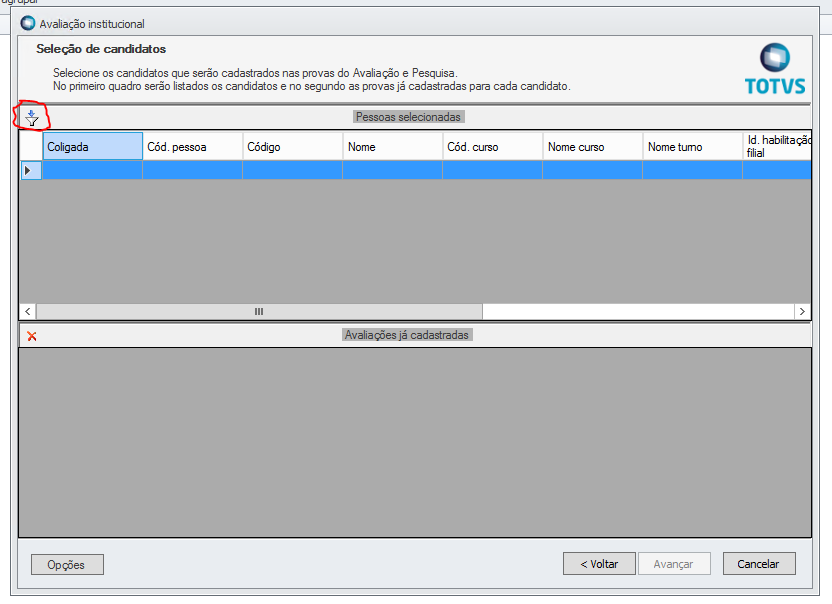 agrupar
Avaliação institucional
Seleção de candidatos
Selecione os candidatos que serão cadastrados nas provas do Avaliação e Pesquisa.
No primeiro quadro serão listados os candidatos e no segundo as provas já cadastradas para cada candidato.
TOTVS
Pessoas selecionadas
Coligada Cód. pessoa Código Nome Cód. curso Nome curso Nome turno Id. habilitação
filial
Avaliações já cadastradas
Opções < Voltar Avançar Cancelar